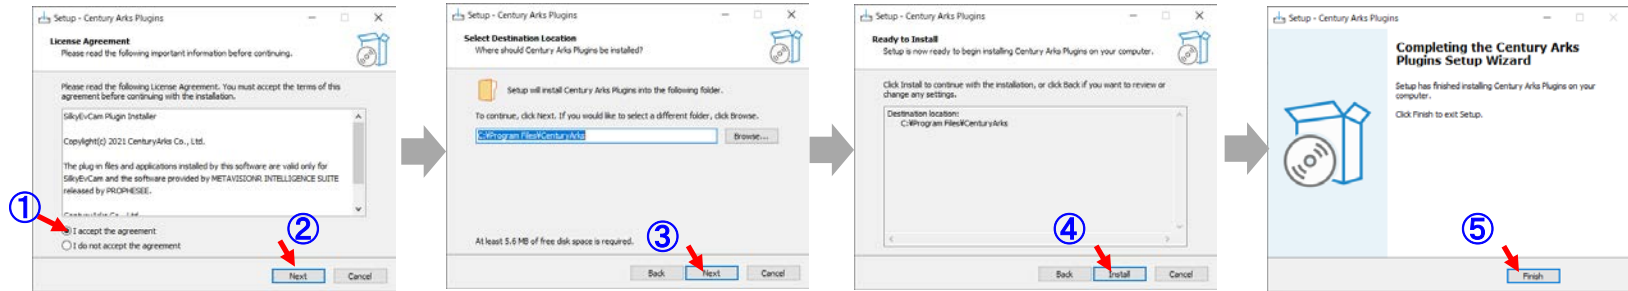 Setup - Century Arks Plugins
License Agreement
Please read the following important information before continuing.
Please read the following License Agreement. You must accept the terms of this
agreement before continuing with the installation.
SilkyEvCam Plugin Installer
Copyright(c) 2021 CenturyArks Co., Ltd.
The plug-in files and applications installed by this software are valid only for
SilkyEvCam and the software provided by METAVISIONR INTELLIGENCE SUITE
released by PROPHESEE.
CenturyArks Co., Ltd.
① I accept the agreement
I do not accept the agreement
②
Next Cancel
Setup - Century Arks Plugins
Select Destination Location
Where should Century Arks Plugins be installed?
Setup will install Century Arks Plugins into the following folder.
To continue, click Next. If you would like to select a different folder, click Browse.
C:¥Program Files¥CenturyArks Browse...
At least 5.6 MB of free disk space is required.
③
Back Next Cancel
Setup - Century Arks Plugins
Ready to Install
Setup is now ready to begin installing Century Arks Plugins on your computer.
Click Install to continue with the installation, or click Back if you want to review or
change any settings.
Destination location:
C:¥Program Files¥CenturyArks
④
Back Install Cancel
Setup - Century Arks Plugins
Completing the Century Arks
Plugins Setup Wizard
Setup has finished installing Century Arks Plugins on your
computer.
Click Finish to exit Setup.
⑤
Finish